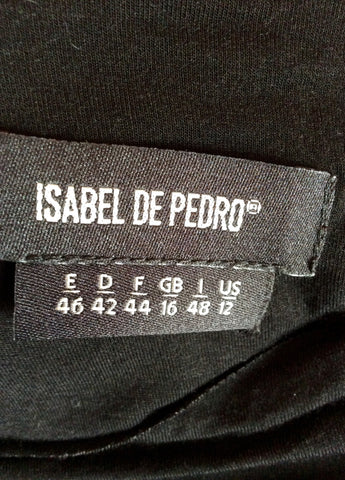 ISABEL DE PEDRO
E D F GB I US
46 42 44 16 48 12